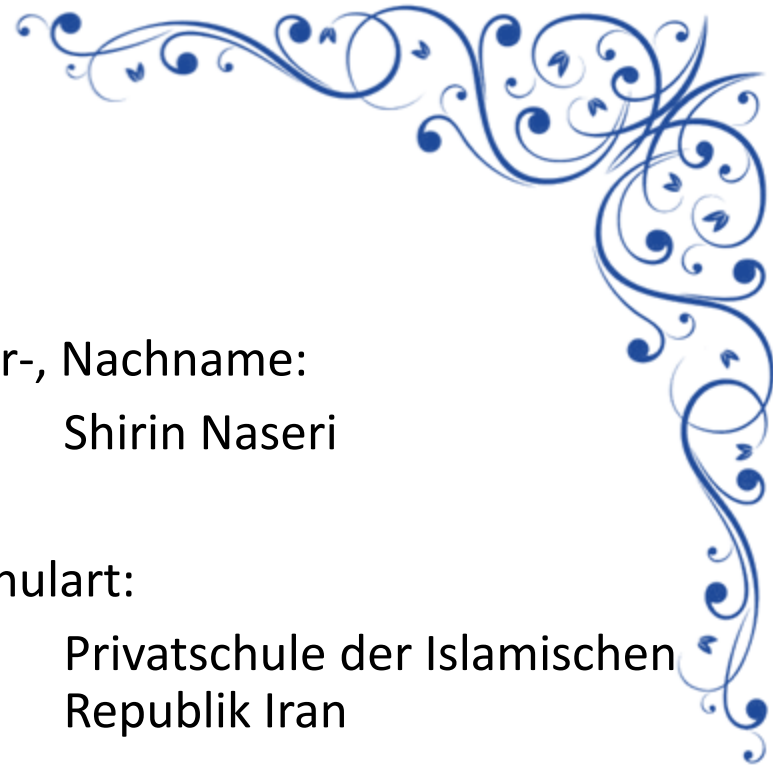 r-, Nachname:
Shirin Naseri
hulart:
Privatschule der Islamischen
Republik Iran